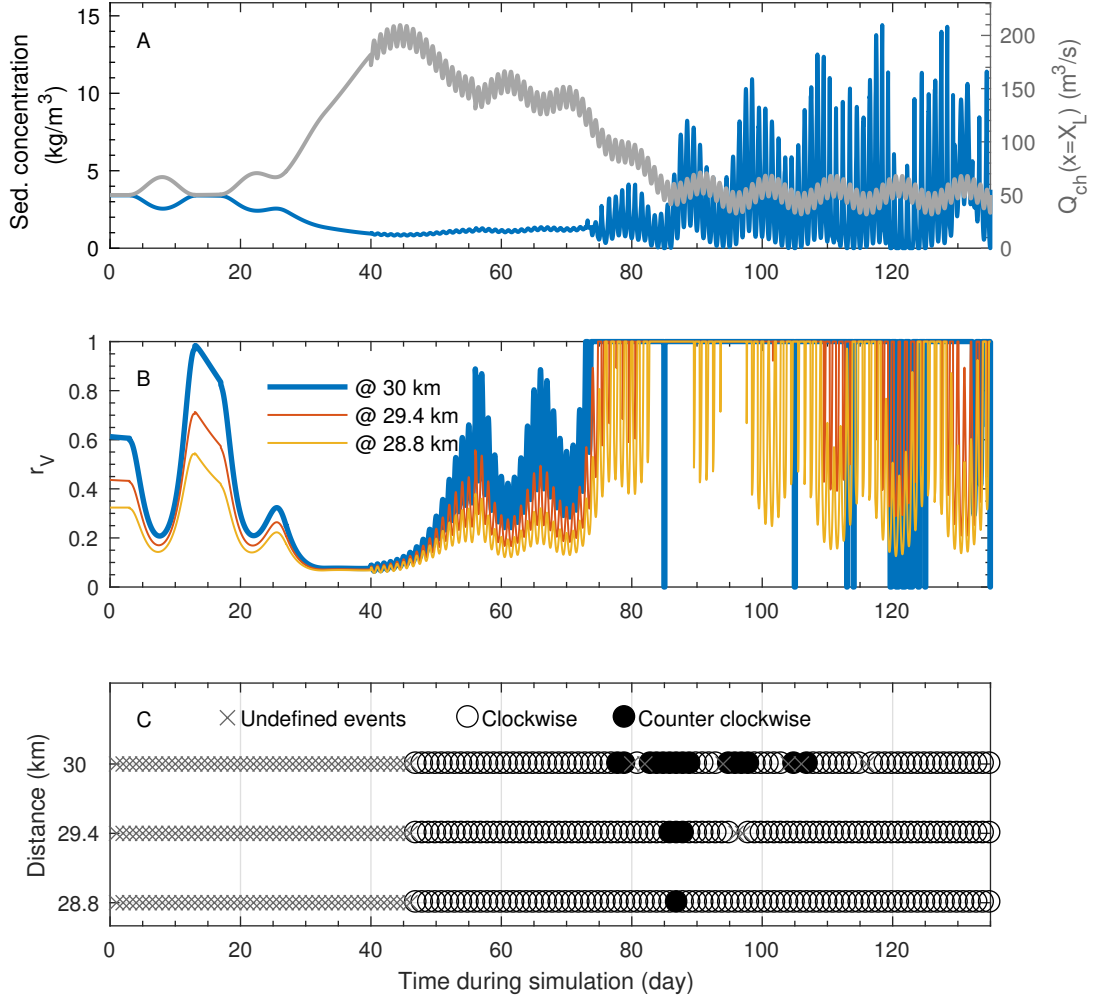 A
Sed. concentration
(kg/m³)
15
10
5
0
200
150
100
50
0
Q_ch(x=X_L) (m³/s)
0 20 40 60 80 100 120
B
@ 30 km
@ 29.4 km
@ 28.8 km
r_V
1
0.8
0.6
0.4
0.2
0
0 20 40 60 80 100 120
C
Undefined events Clockwise Counter clockwise
Distance (km)
30
29.4
28.8
0 20 40 60 80 100 120
Time during simulation (day)